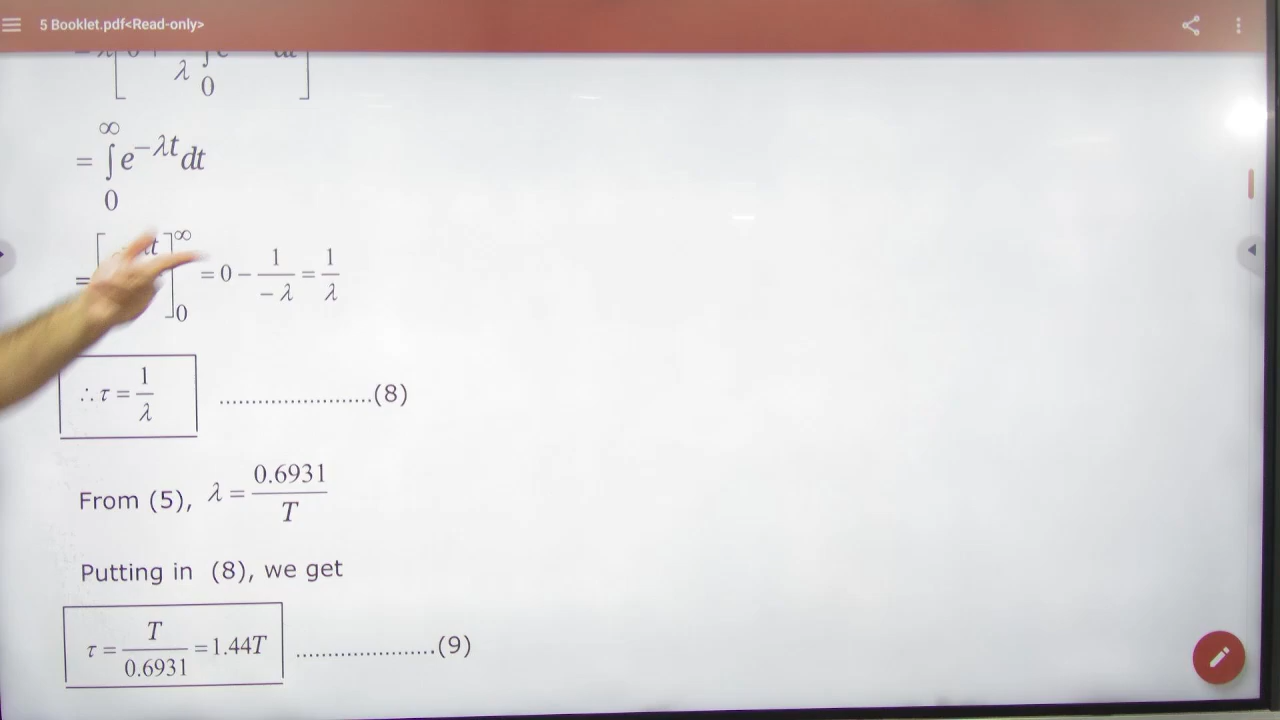 5 Booklet.pdf<Read-only>
λ ∫ 0
= ∫₀^∞ e^{−λt} dt
= [ λt ]₀^∞ = 0 − 1/−λ = 1/λ
∴ τ = 1/λ ........................(8)
From (5), λ = 0.6931/T
Putting in (8), we get
τ = T/0.6931 = 1.44T ......................(9)